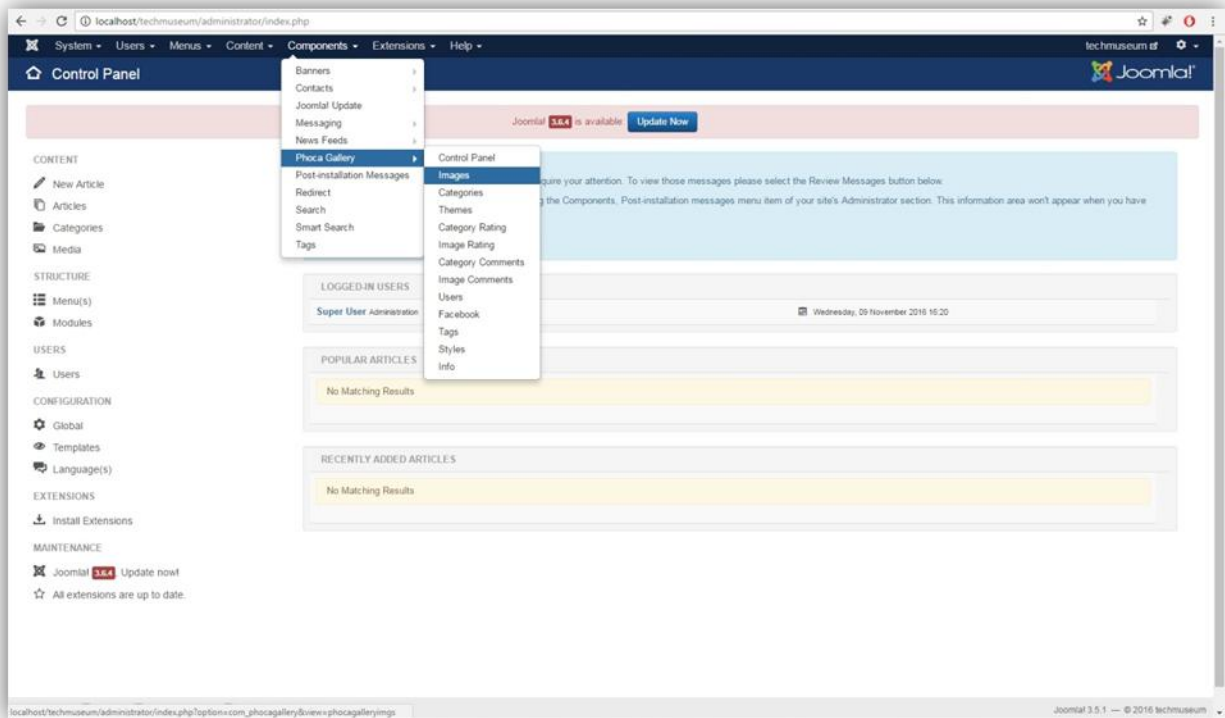 localhost/techmuseum/administrator/index.php
System Users Menus Content Components Extensions Help techmuseum
Control Panel Joomla!
Joomla! 3.6.4 is available Update Now
Banners
Contacts
Joomla! Update
Messaging
News Feeds
Phoca Gallery
Post-installation Messages
Redirect
Search
Smart Search
Tags
Control Panel
Images
Categories
Themes
Category Rating
Image Rating
Category Comments
Image Comments
Users
Facebook
Tags
Styles
Info
quire your attention. To view those messages please select the Review Messages button below.
g the Components, Post-installation messages menu item of your site's Administrator section. This information area won't appear when you have
CONTENT
New Article
Articles
Categories
Media
STRUCTURE
Menu(s)
Modules
USERS
Users
CONFIGURATION
Global
Templates
Language(s)
EXTENSIONS
Install Extensions
MAINTENANCE
Joomla! 3.6.4 Update now!
All extensions are up to date.
LOGGED-IN USERS
Super User Administration Wednesday, 09 November 2016 16:20
POPULAR ARTICLES
No Matching Results
RECENTLY ADDED ARTICLES
No Matching Results
localhost/techmuseum/administrator/index.php?option=com_phocagallery&view=phocagalleryimgs
Joomla! 3.5.1 — © 2016 techmuseum